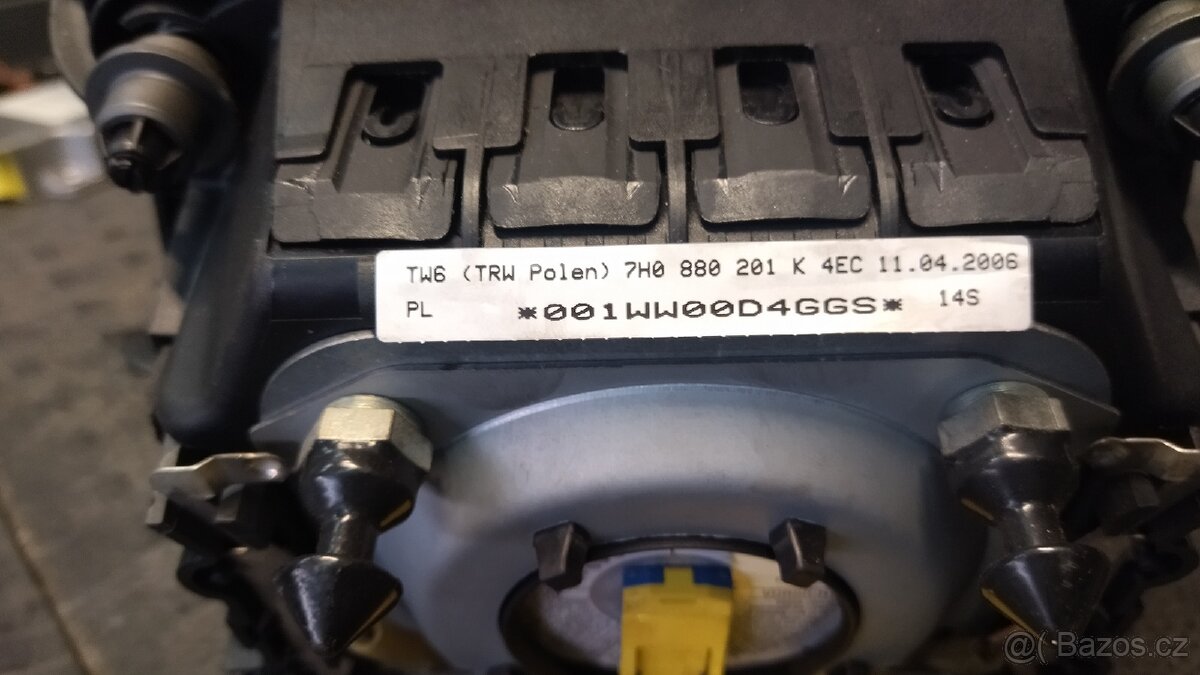 TW6 (TRW Polen) 7H0 880 201 K 4EC 11.04.2006
PL *001WW00D4GGS* 14S
@( Bazos.cz